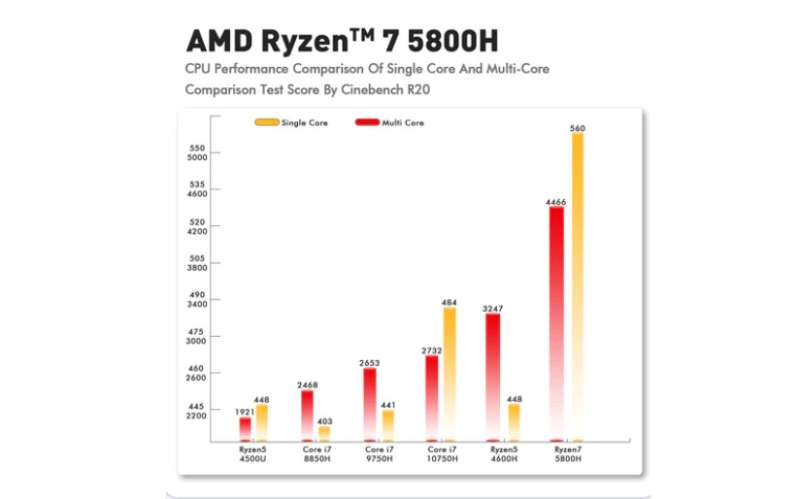 AMD Ryzen™ 7 5800H
CPU Performance Comparison Of Single Core And Multi-Core
Comparison Test Score By Cinebench R20
Single Core
Multi Core
550
5000
535
4600
520
4200
505
3800
490
3400
475
3000
460
2600
445
2200
1921
448
2468
403
2653
441
2732
484
3247
448
4466
560
Ryzen5
4500U
Core i7
8850H
Core i7
9750H
Core i7
10750H
Ryzen5
4600H
Ryzen7
5800H